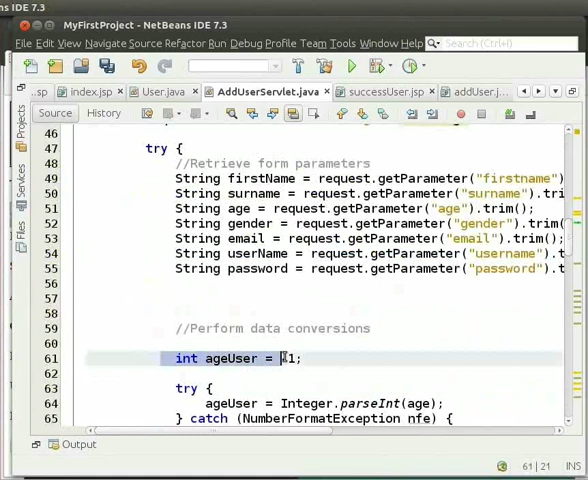 ns IDE 7.3
MyFirstProject - NetBeans IDE 7.3
File Edit View Navigate Source Refactor Run Debug Profile Team Tools Window Help Search (Ctrl+I)
...sp index.jsp User.java AddUserServlet.java successUser.jsp addUser.j...
Source History
Projects
Services
Files
46
47 try {
48 //Retrieve form parameters
49 String firstName = request.getParameter("firstname")
50 String surname = request.getParameter("surname").tri
51 String age = request.getParameter("age").trim();
52 String gender = request.getParameter("gender").trim(
53 String email = request.getParameter("email").trim();
54 String userName = request.getParameter("username").t
55 String password = request.getParameter("password").t
56
57
58
59 //Perform data conversions
60
61 int ageUser = -1;
62
63 try {
64 ageUser = Integer.parseInt(age);
65 } catch (NumberFormatException nfe) {
Output
61 | 21 INS